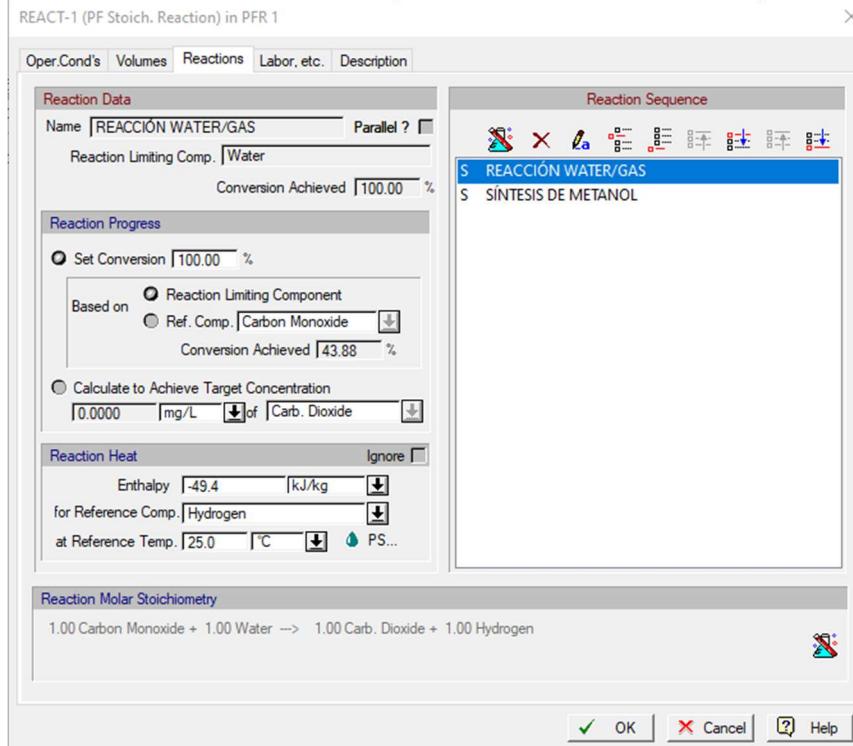 REACT-1 (PF Stoich. Reaction) in PFR 1
Oper.Cond's Volumes Reactions Labor, etc. Description
Reaction Data
Name REACCIÓN WATER/GAS Parallel ?
Reaction Limiting Comp. Water
Conversion Achieved 100.00 %
Reaction Progress
Set Conversion 100.00 %
Based on
Reaction Limiting Component
Ref. Comp. Carbon Monoxide
Conversion Achieved 43.88 %
Calculate to Achieve Target Concentration
0.0000 mg/L of Carb. Dioxide
Reaction Heat Ignore
Enthalpy -49.4 kJ/kg
for Reference Comp. Hydrogen
at Reference Temp. 25.0 °C PS...
Reaction Sequence
S REACCIÓN WATER/GAS
S SÍNTESIS DE METANOL
Reaction Molar Stoichiometry
1.00 Carbon Monoxide + 1.00 Water ---> 1.00 Carb. Dioxide + 1.00 Hydrogen
OK Cancel Help